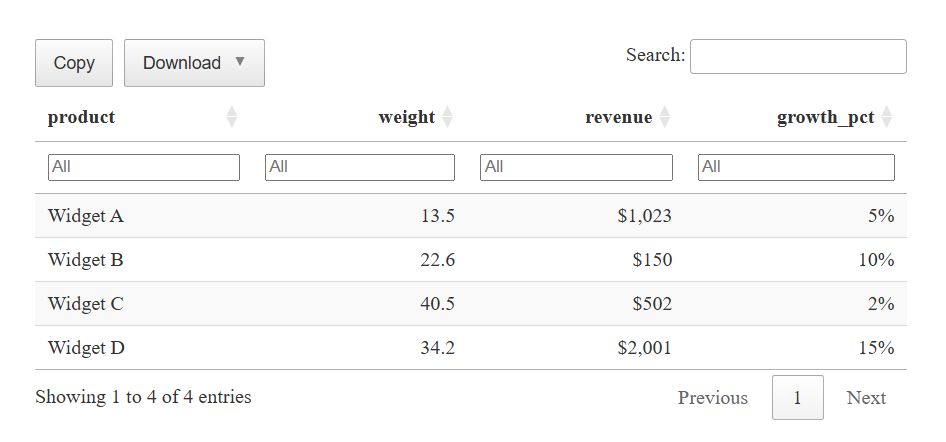 Copy Download ▼ Search:
product weight revenue growth_pct
All All All All
Widget A 13.5 $1,023 5%
Widget B 22.6 $150 10%
Widget C 40.5 $502 2%
Widget D 34.2 $2,001 15%
Showing 1 to 4 of 4 entries Previous 1 Next